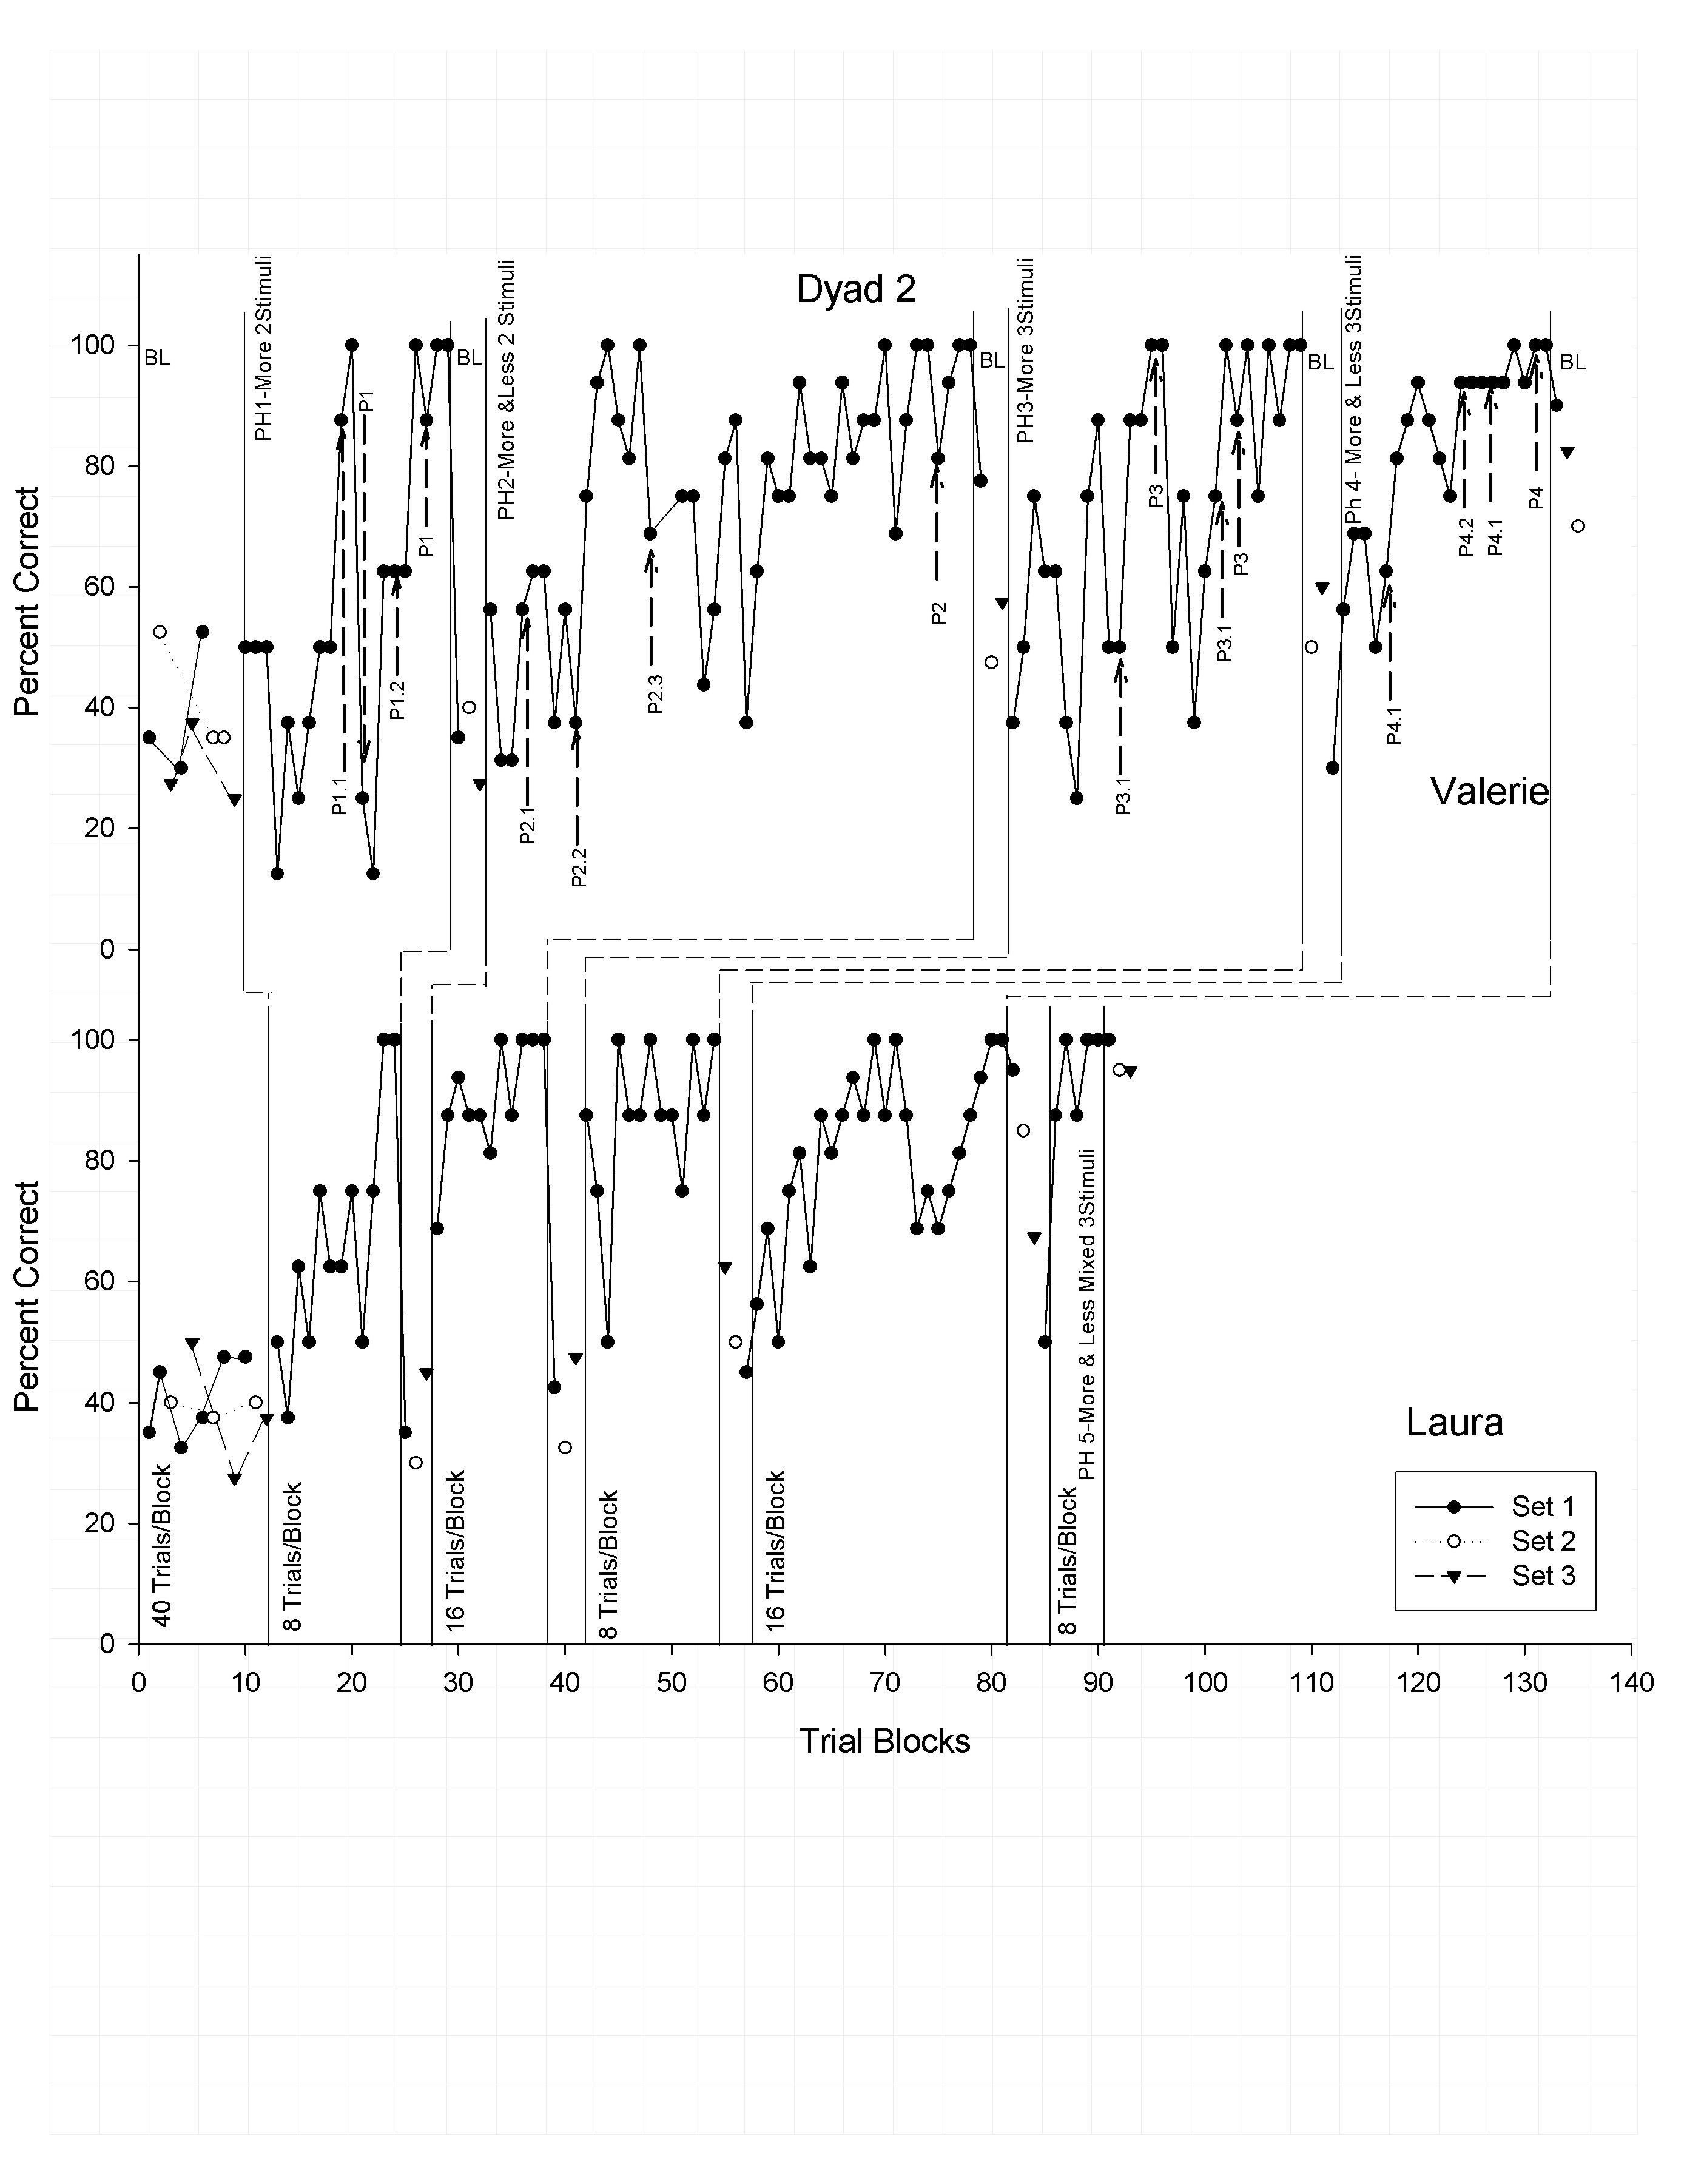 Dyad 2
PH1-More 2Stimuli
PH2-More &Less 2 Stimuli
PH3-More 3Stimuli
Ph 4- More & Less 3Stimuli
BL
BL
BL
BL
BL
Percent Correct
100
80
60
40
20
0
P1.1
P1
P1.2
P1
P2.1
P2.2
P2.3
P2
P3.1
P3
P3.1
P3
P4.1
P4.2
P4.1
P4
Valerie
Percent Correct
100
80
60
40
20
0
PH 5-More & Less Mixed 3Stimuli
40 Trials/Block
8 Trials/Block
16 Trials/Block
8 Trials/Block
16 Trials/Block
8 Trials/Block
Laura
Set 1
Set 2
Set 3
0 10 20 30 40 50 60 70 80 90 100 110 120 130 140
Trial Blocks